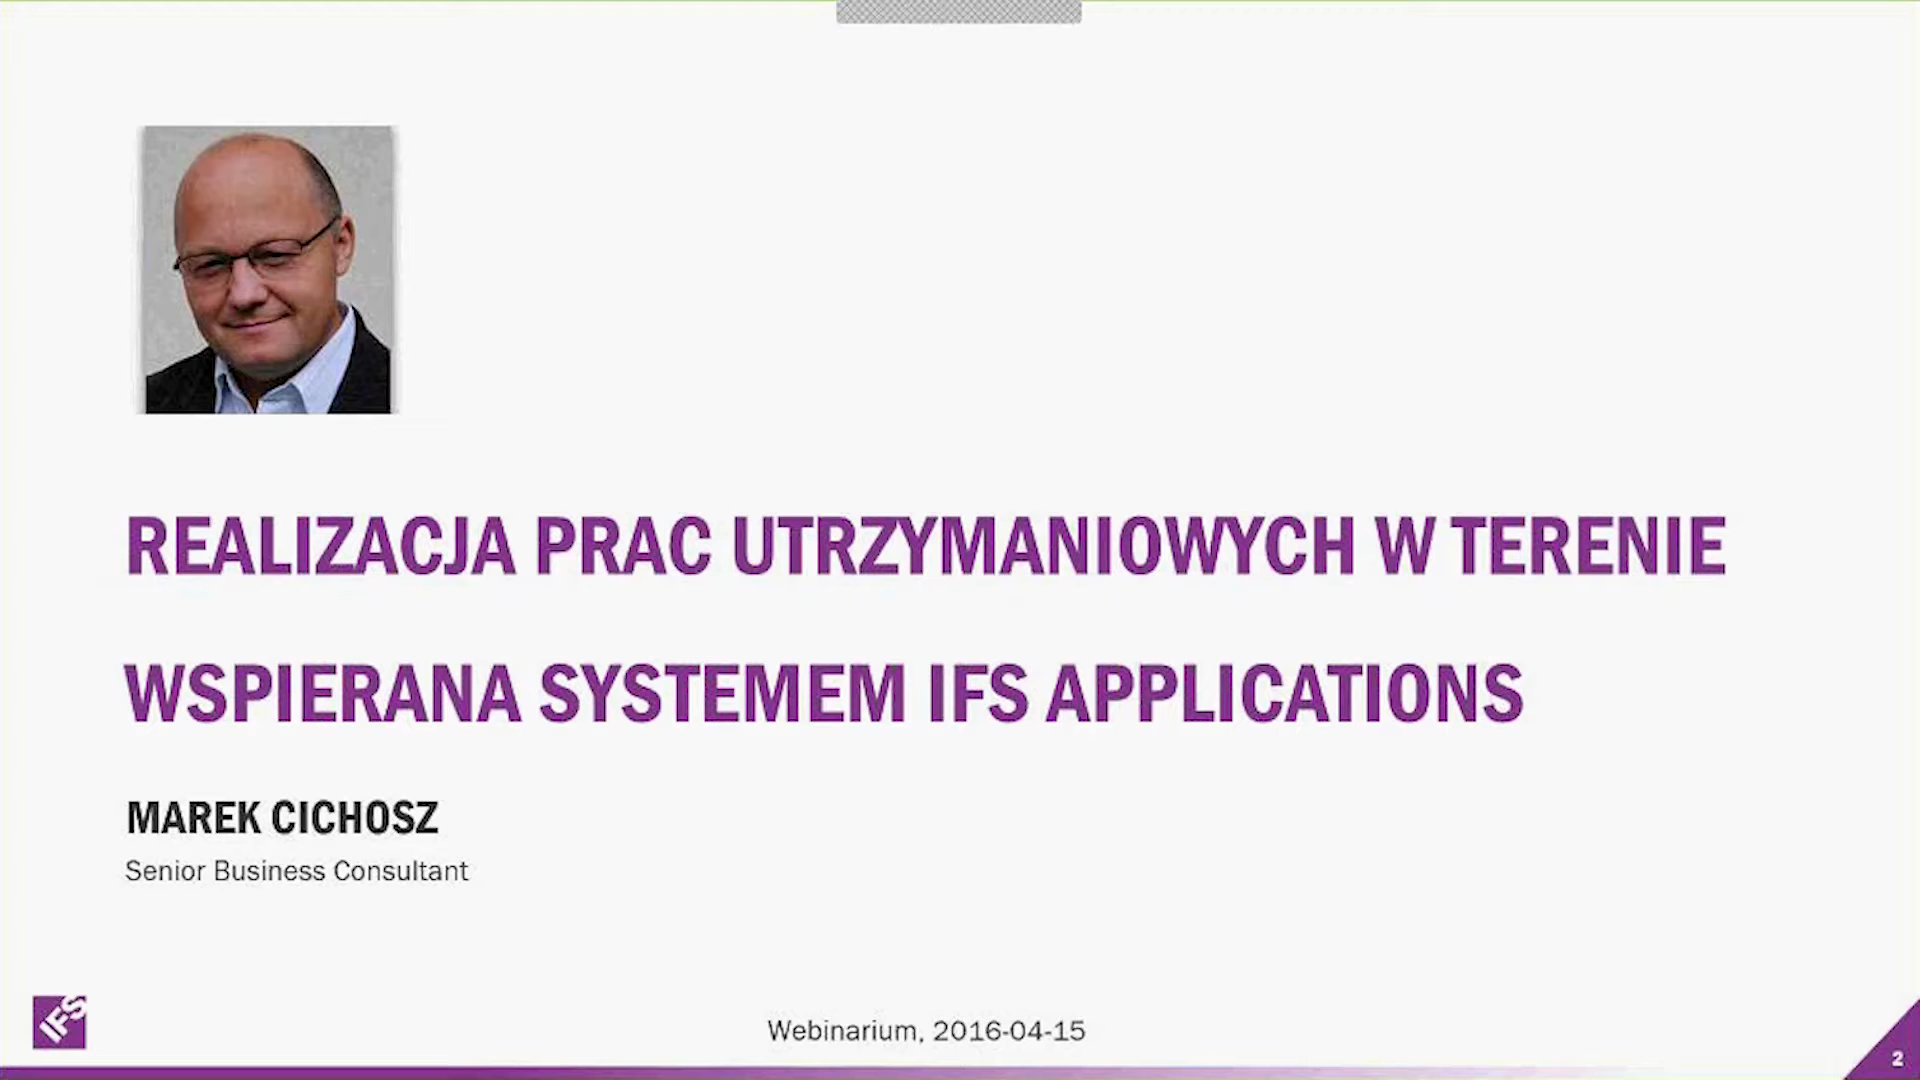 REALIZACJA PRAC UTRZYMANIOWYCH W TERENIE
WSPIERANA SYSTEMEM IFS APPLICATIONS
MAREK CICHOSZ
Senior Business Consultant
IFS
Webinarium, 2016-04-15
2